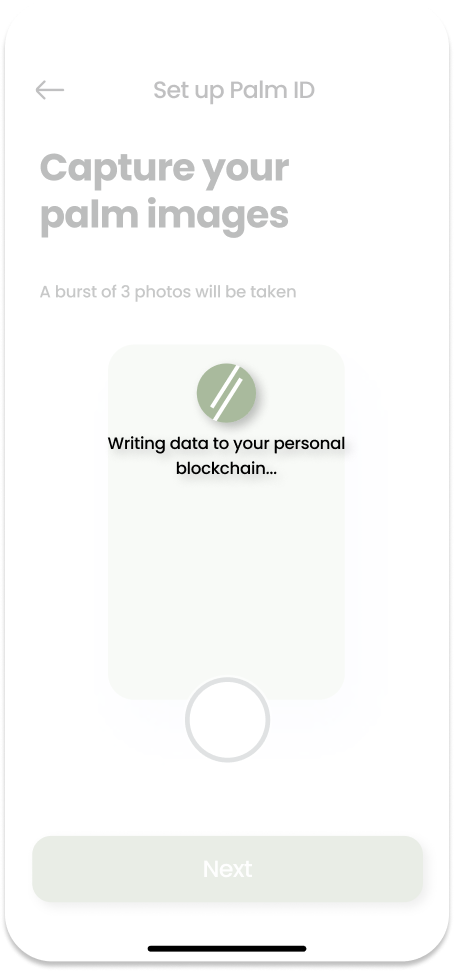 Set up Palm ID
Capture your
palm images
A burst of 3 photos will be taken
Writing data to your personal
blockchain...
Next